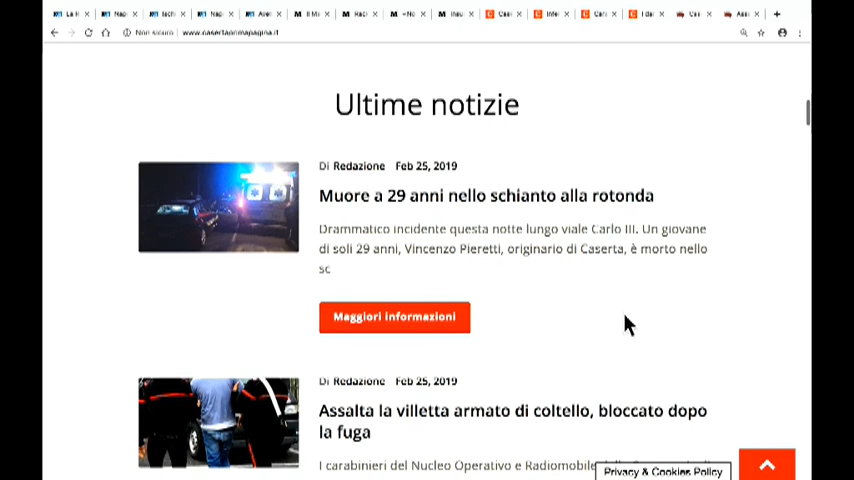 Non sicuro | www.casertaprimapagina.it
Ultime notizie
Di Redazione Feb 25, 2019
Muore a 29 anni nello schianto alla rotonda
Drammatico incidente questa notte lungo viale Carlo III. Un giovane
di soli 29 anni, Vincenzo Pieretti, originario di Caserta, è morto nello
sc
Maggiori informazioni
Di Redazione Feb 25, 2019
Assalta la villetta armato di coltello, bloccato dopo
la fuga
I carabinieri del Nucleo Operativo e Radiomobile
Privacy & Cookies Policy